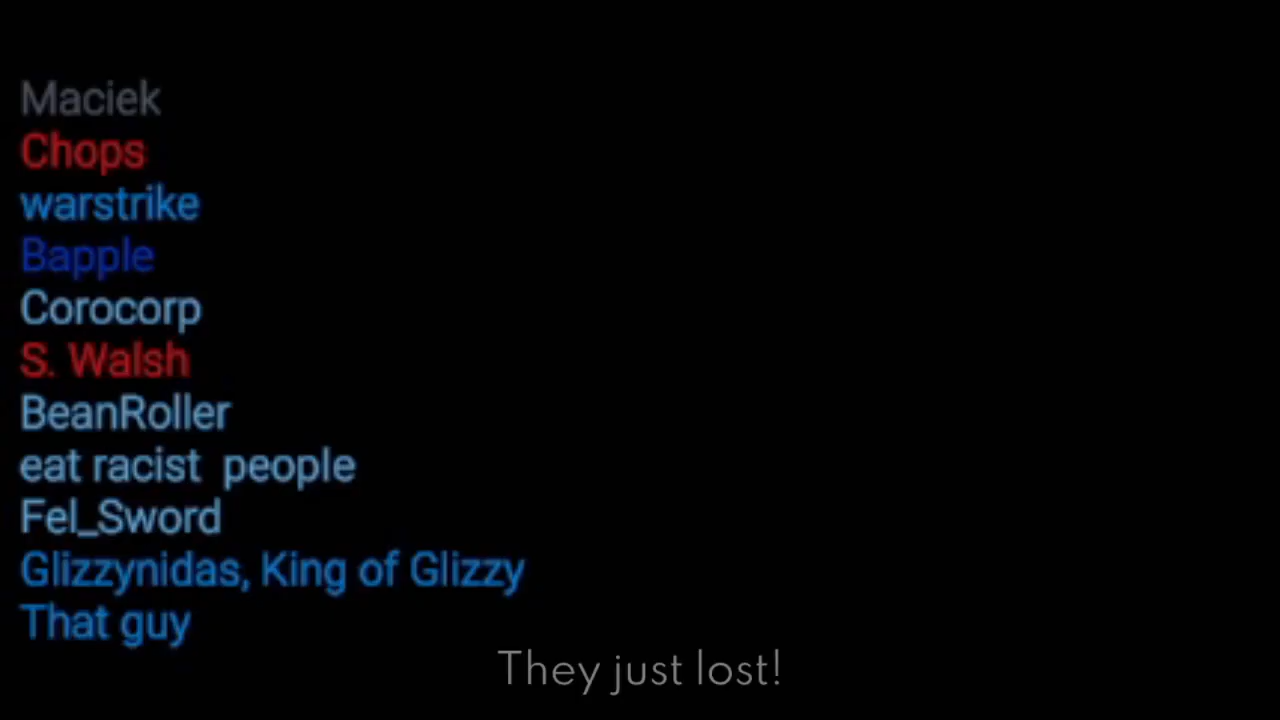 Maciek
Chops
warstrike
Bapple
Corocorp
S. Walsh
BeanRoller
eat racist  people
Fel_Sword
Glizzynidas, King of Glizzy
That guy
They just lost!